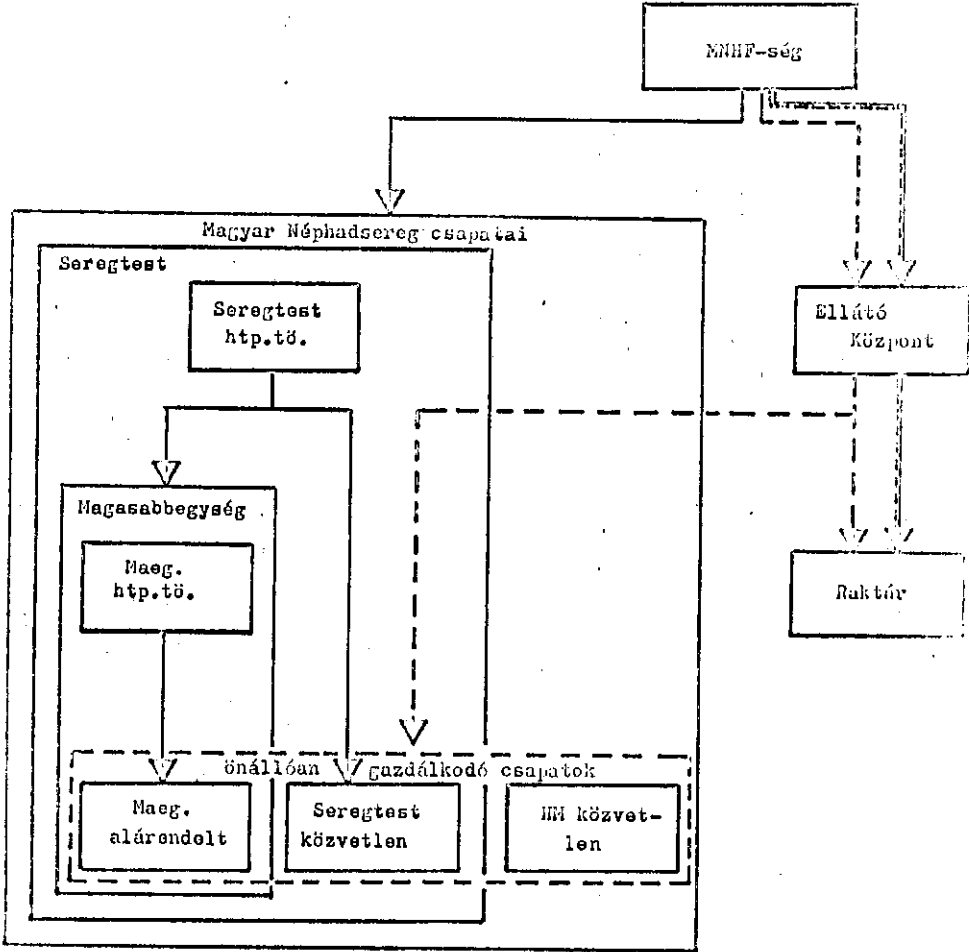 MNHF-ség
Magyar Néphadsereg csapatai
Seregtest
Seregtest
htp.tö.
Ellátó
Központ
Magasabbegység
Maeg.
htp.tö.
Raktár
önállóan gazdálkodó csapatok
Maeg.
alárendelt
Seregtest
közvetlen
HM közvet-
len